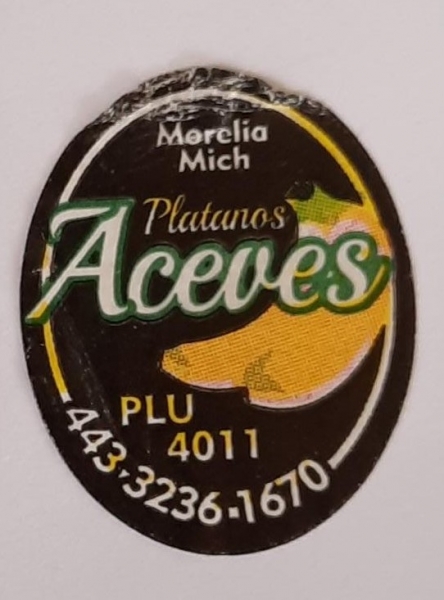 Morelia
Mich
Platanos
Aceves
PLU
4011
443·3236·1670